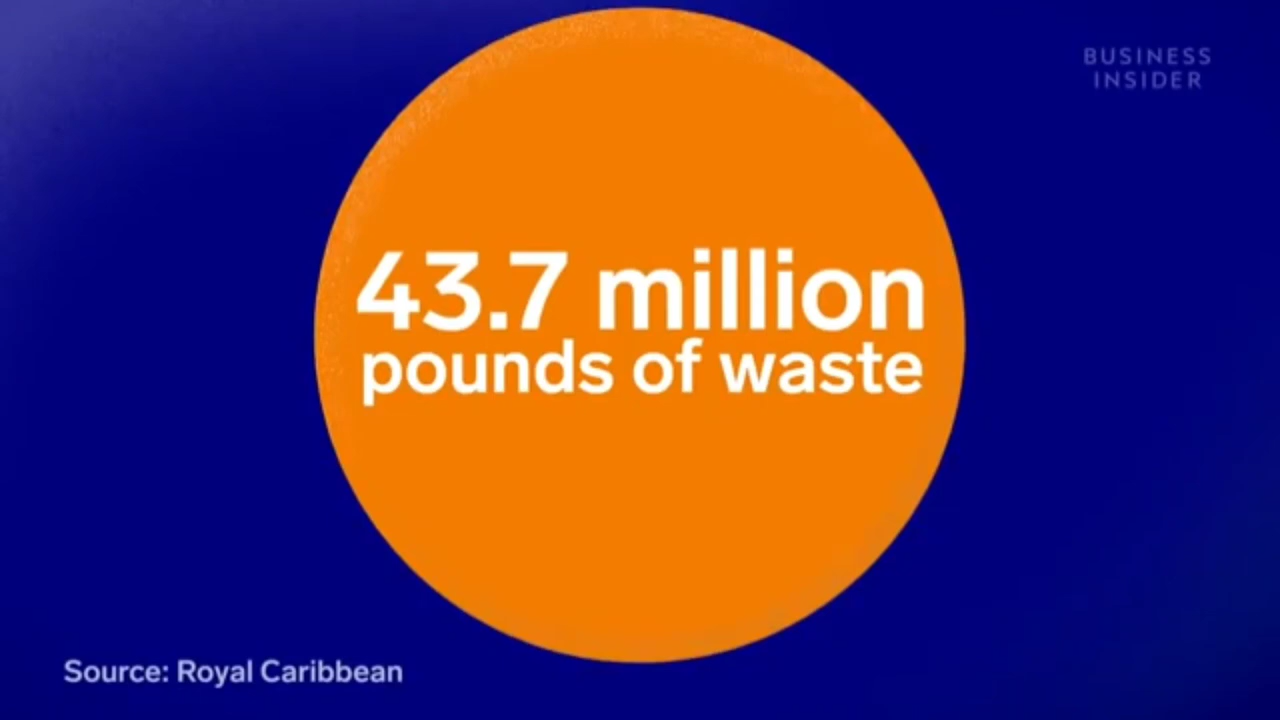 BUSINESS
INSIDER
43.7 million
pounds of waste
Source: Royal Caribbean